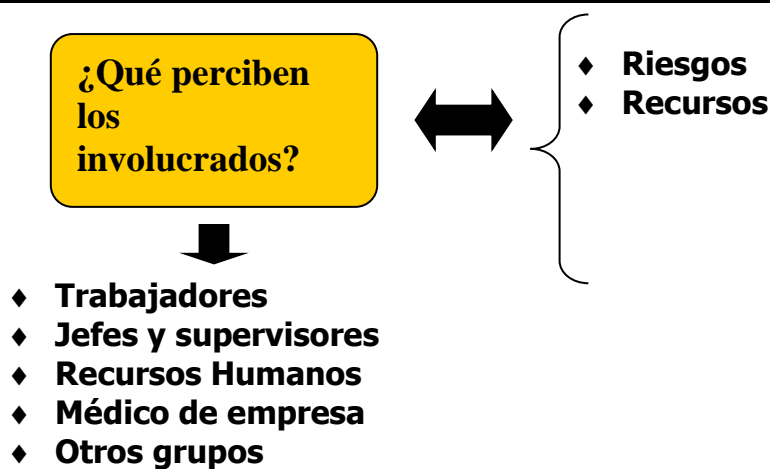 ¿Qué perciben
los
involucrados?
♦ Riesgos
♦ Recursos
♦ Trabajadores
♦ Jefes y supervisores
♦ Recursos Humanos
♦ Médico de empresa
♦ Otros grupos